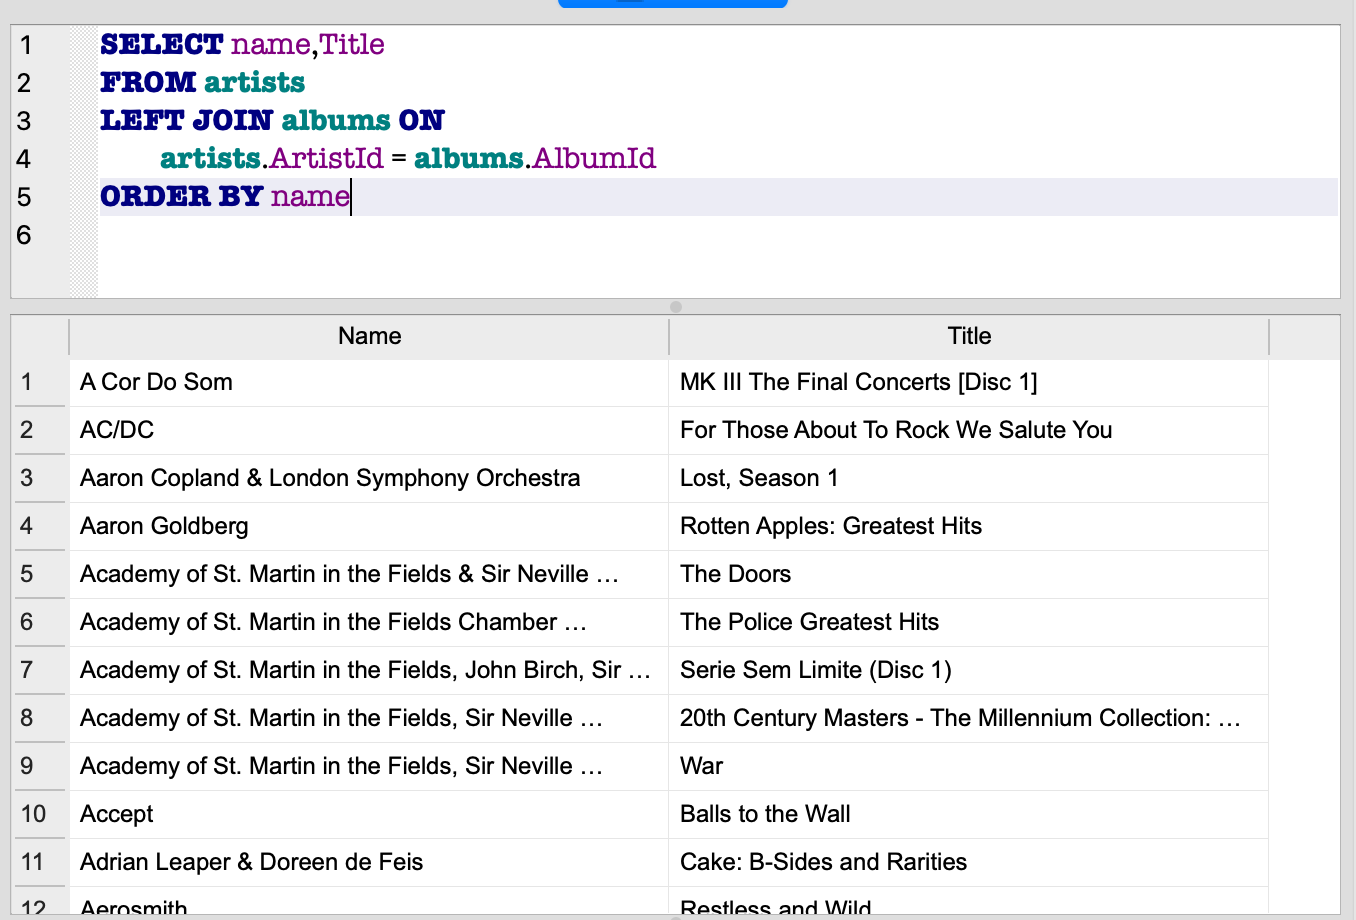 1 SELECT name,Title
2 FROM artists
3 LEFT JOIN albums ON
4 artists.ArtistId = albums.AlbumId
5 ORDER BY name
6
Name Title
1 A Cor Do Som MK III The Final Concerts [Disc 1]
2 AC/DC For Those About To Rock We Salute You
3 Aaron Copland & London Symphony Orchestra Lost, Season 1
4 Aaron Goldberg Rotten Apples: Greatest Hits
5 Academy of St. Martin in the Fields & Sir Neville … The Doors
6 Academy of St. Martin in the Fields Chamber … The Police Greatest Hits
7 Academy of St. Martin in the Fields, John Birch, Sir … Serie Sem Limite (Disc 1)
8 Academy of St. Martin in the Fields, Sir Neville … 20th Century Masters - The Millennium Collection: …
9 Academy of St. Martin in the Fields, Sir Neville … War
10 Accept Balls to the Wall
11 Adrian Leaper & Doreen de Feis Cake: B-Sides and Rarities
12 Aerosmith Restless and Wild